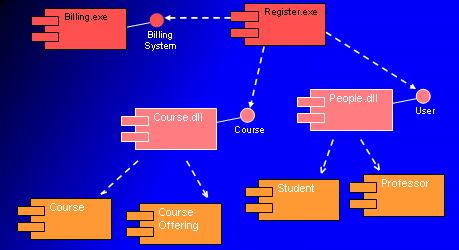 Billing.exe
Register.exe
Billing
System
People.dll
User
Course.dll
Course
Student
Professor
Course
Course
Offering